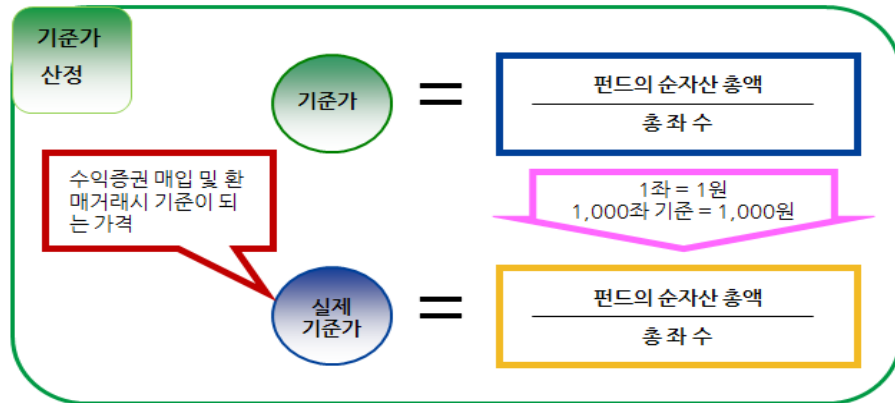 기준가
산정
기준가
=
펀드의 순자산 총액
총 좌 수
수익증권 매입 및 환
매거래시 기준이 되
는 가격
1좌 = 1원
1,000좌 기준 = 1,000원
실제
기준가
=
펀드의 순자산 총액
총 좌 수